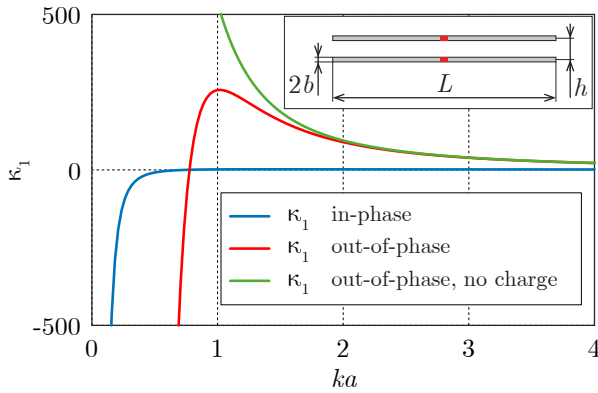 500
0
-500
κ₁
0
1
2
3
4
ka
2b
L
h
κ₁ in-phase
κ₁ out-of-phase
κ₁ out-of-phase, no charge